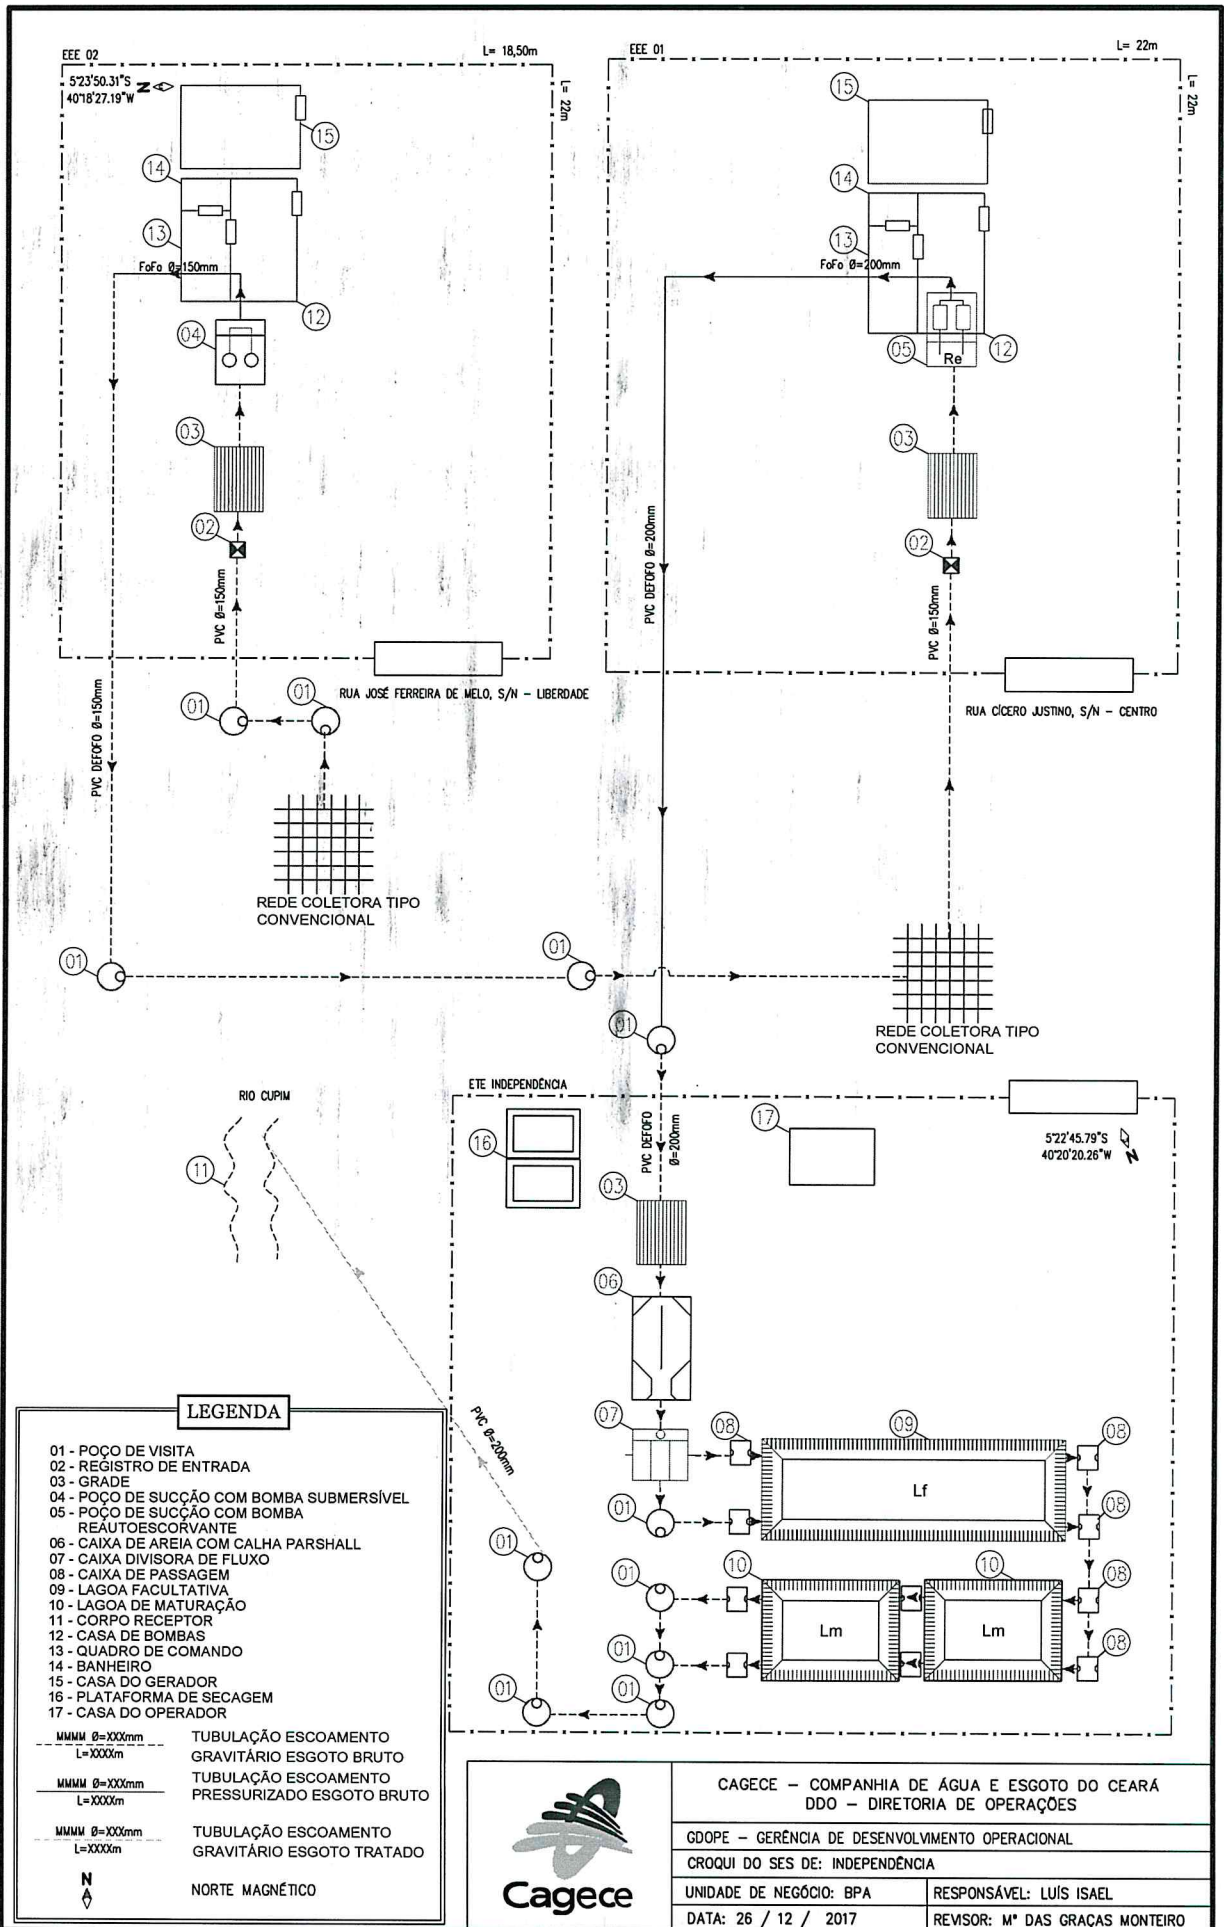 EEE 02
L= 18,50m
5°23'50.31"S
40°18'27.19"W
N
L= 22m
15
14
13
FoFo Ø=150mm
12
04
03
02
PVC Ø=150mm
PVC DEFOFO Ø=150mm
RUA JOSÉ FERREIRA DE MELO, S/N – LIBERDADE
01
01
REDE COLETORA TIPO
CONVENCIONAL
01
01
EEE 01
L= 22m
L= 22m
15
14
13
FoFo Ø=200mm
12
05
Re
03
02
PVC Ø=150mm
PVC DEFOFO Ø=200mm
RUA CÍCERO JUSTINO, S/N – CENTRO
REDE COLETORA TIPO
CONVENCIONAL
01
RIO CUPIM
11
ETE INDEPENDÊNCIA
16
PVC DEFOFO
Ø=200mm
17
5°22'45.79"S
40°20'20.26"W
N
03
06
07
08
09
08
Lf
01
08
PVC Ø=200mm
01
01
10
10
08
Lm
Lm
01
08
01
01
LEGENDA
01 - POÇO DE VISITA
02 - REGISTRO DE ENTRADA
03 - GRADE
04 - POÇO DE SUCÇÃO COM BOMBA SUBMERSÍVEL
05 - POÇO DE SUCÇÃO COM BOMBA
REAUTOESCORVANTE
06 - CAIXA DE AREIA COM CALHA PARSHALL
07 - CAIXA DIVISORA DE FLUXO
08 - CAIXA DE PASSAGEM
09 - LAGOA FACULTATIVA
10 - LAGOA DE MATURAÇÃO
11 - CORPO RECEPTOR
12 - CASA DE BOMBAS
13 - QUADRO DE COMANDO
14 - BANHEIRO
15 - CASA DO GERADOR
16 - PLATAFORMA DE SECAGEM
17 - CASA DO OPERADOR
MMMM Ø=XXXmm
L=XXXXm
TUBULAÇÃO ESCOAMENTO
GRAVITÁRIO ESGOTO BRUTO
MMMM Ø=XXXmm
L=XXXXm
TUBULAÇÃO ESCOAMENTO
PRESSURIZADO ESGOTO BRUTO
MMMM Ø=XXXmm
L=XXXXm
TUBULAÇÃO ESCOAMENTO
GRAVITÁRIO ESGOTO TRATADO
N
NORTE MAGNÉTICO
Cagece
CAGECE – COMPANHIA DE ÁGUA E ESGOTO DO CEARÁ
DDO – DIRETORIA DE OPERAÇÕES
GDOPE – GERÊNCIA DE DESENVOLVIMENTO OPERACIONAL
CROQUI DO SES DE: INDEPENDÊNCIA
UNIDADE DE NEGÓCIO: BPA
RESPONSÁVEL: LUÍS ISAEL
DATA: 26 / 12 / 2017
REVISOR: Mª DAS GRAÇAS MONTEIRO